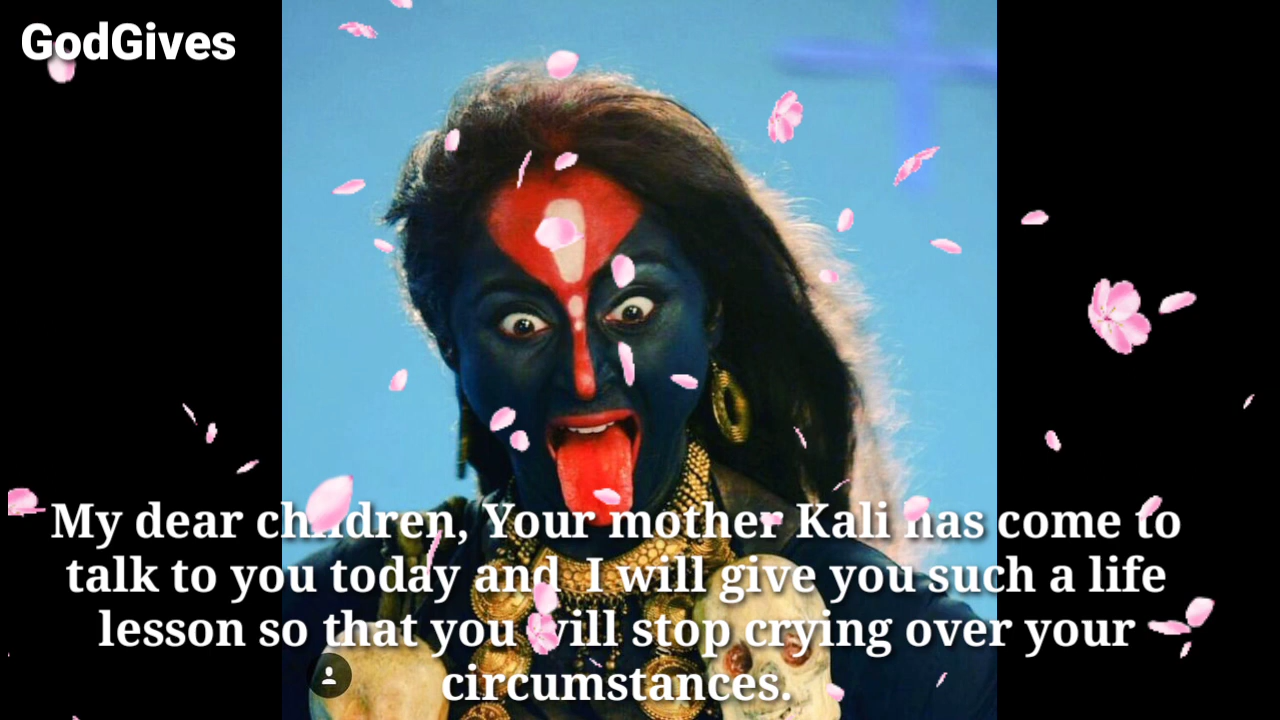 GodGives
My dear children, Your mother Kali has come to
talk to you today and I will give you such a life
lesson so that you will stop crying over your
circumstances.